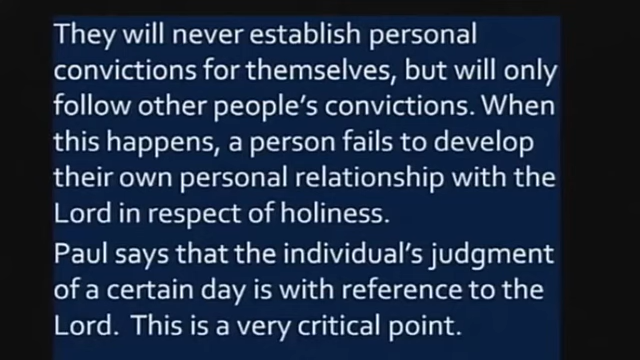 They will never establish personal
convictions for themselves, but will only
follow other people's convictions. When
this happens, a person fails to develop
their own personal relationship with the
Lord in respect of holiness.
Paul says that the individual's judgment
of a certain day is with reference to the
Lord.  This is a very critical point.